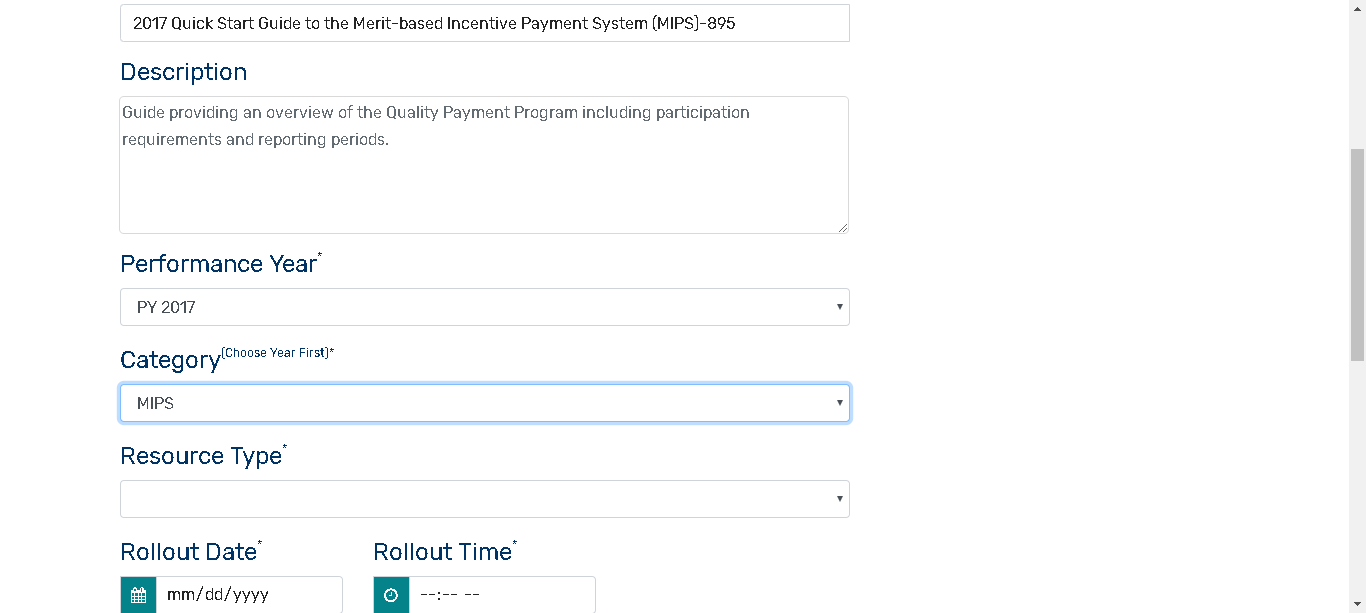 2017 Quick Start Guide to the Merit-based Incentive Payment System (MIPS)-895
Description
Guide providing an overview of the Quality Payment Program including participation
requirements and reporting periods.
Performance Year*
PY 2017
Category(Choose Year First)*
MIPS
Resource Type*
Rollout Date* Rollout Time*
mm/dd/yyyy --:-- --